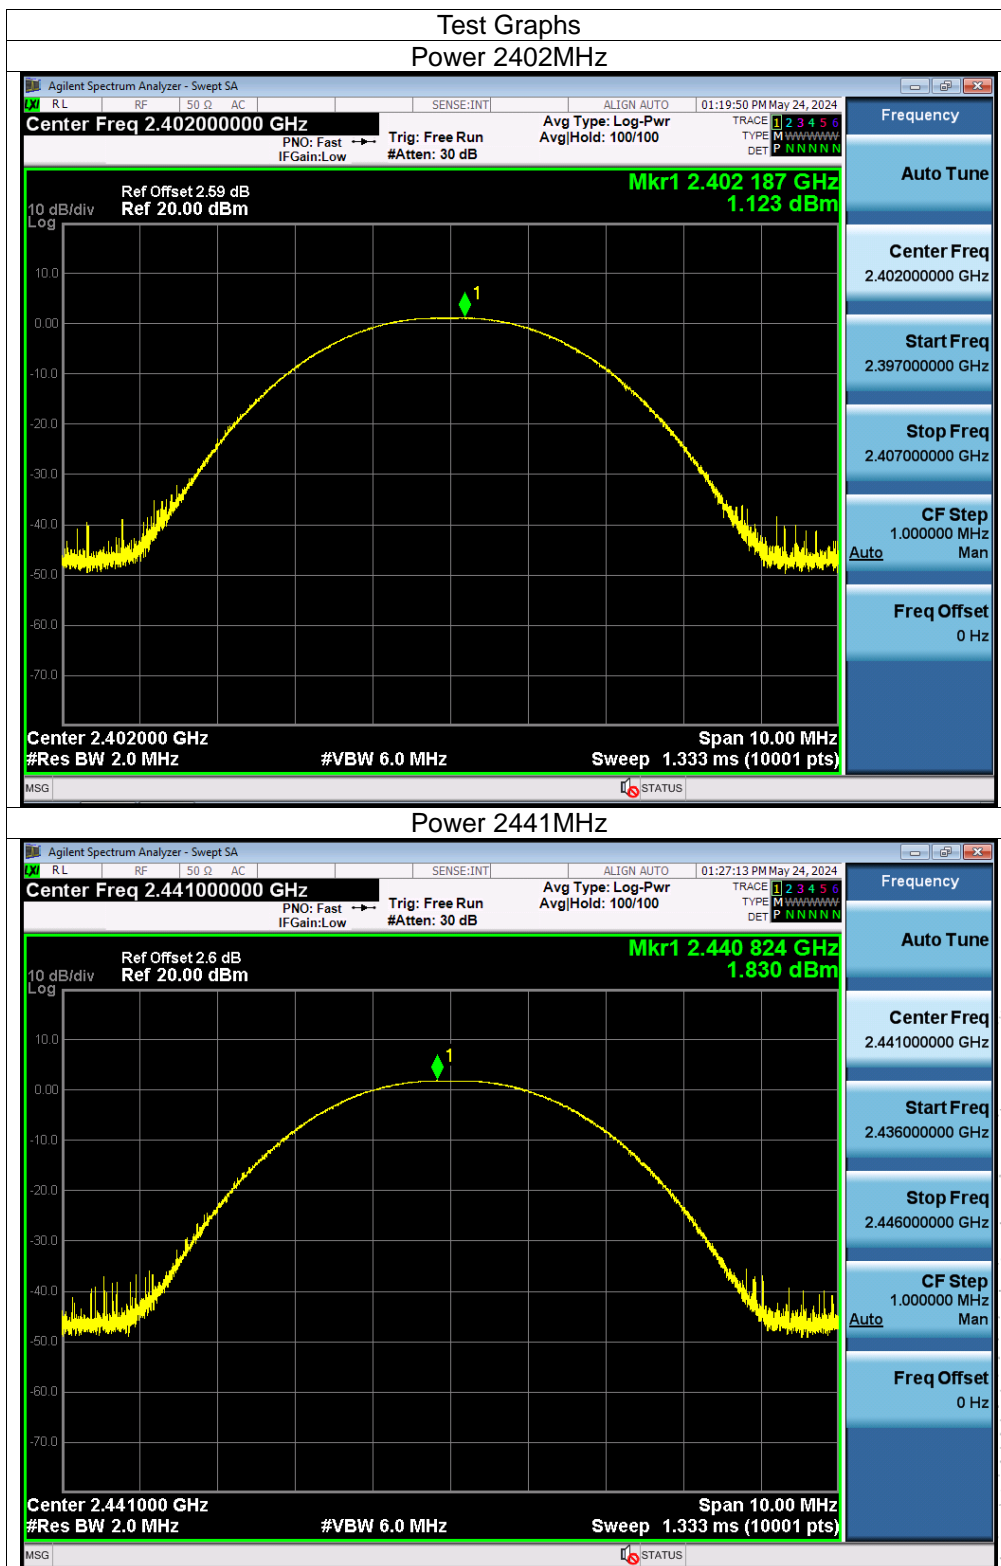 Test Graphs
Power 2402MHz
Agilent Spectrum Analyzer - Swept SA
LXI RL RF 50 Ω AC SENSE:INT ALIGN AUTO 01:19:50 PM May 24, 2024
Center Freq 2.402000000 GHz
PNO: Fast
IFGain:Low
Trig: Free Run
#Atten: 30 dB
Avg Type: Log-Pwr
Avg|Hold: 100/100
TRACE 1 2 3 4 5 6
TYPE M WWWWW
DET P N N N N N
Mkr1 2.402 187 GHz
1.123 dBm
Ref Offset 2.59 dB
10 dB/div Ref 20.00 dBm
Log
10.0
1
0.00
-10.0
-20.0
-30.0
-40.0
-50.0
-60.0
-70.0
Center 2.402000 GHz Span 10.00 MHz
#Res BW 2.0 MHz #VBW 6.0 MHz Sweep 1.333 ms (10001 pts)
MSG STATUS
Frequency
Auto Tune
Center Freq
2.402000000 GHz
Start Freq
2.397000000 GHz
Stop Freq
2.407000000 GHz
CF Step
1.000000 MHz
Auto Man
Freq Offset
0 Hz
Power 2441MHz
Agilent Spectrum Analyzer - Swept SA
LXI RL RF 50 Ω AC SENSE:INT ALIGN AUTO 01:27:13 PM May 24, 2024
Center Freq 2.441000000 GHz
PNO: Fast
IFGain:Low
Trig: Free Run
#Atten: 30 dB
Avg Type: Log-Pwr
Avg|Hold: 100/100
TRACE 1 2 3 4 5 6
TYPE M WWWWW
DET P N N N N N
Mkr1 2.440 824 GHz
1.830 dBm
Ref Offset 2.6 dB
10 dB/div Ref 20.00 dBm
Log
10.0
1
0.00
-10.0
-20.0
-30.0
-40.0
-50.0
-60.0
-70.0
Center 2.441000 GHz Span 10.00 MHz
#Res BW 2.0 MHz #VBW 6.0 MHz Sweep 1.333 ms (10001 pts)
MSG STATUS
Frequency
Auto Tune
Center Freq
2.441000000 GHz
Start Freq
2.436000000 GHz
Stop Freq
2.446000000 GHz
CF Step
1.000000 MHz
Auto Man
Freq Offset
0 Hz